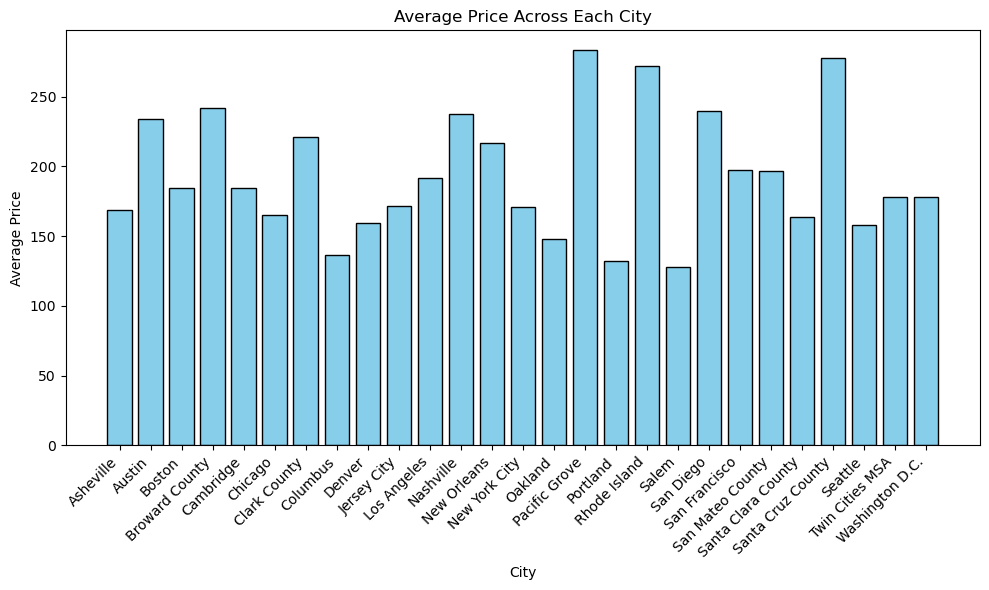 Average Price Across Each City
Average Price
250
200
150
100
50
0
Asheville
Austin
Boston
Broward County
Cambridge
Chicago
Clark County
Columbus
Denver
Jersey City
Los Angeles
Nashville
New Orleans
New York City
Oakland
Pacific Grove
Portland
Rhode Island
Salem
San Diego
San Francisco
San Mateo County
Santa Clara County
Santa Cruz County
Seattle
Twin Cities MSA
Washington D.C.
City